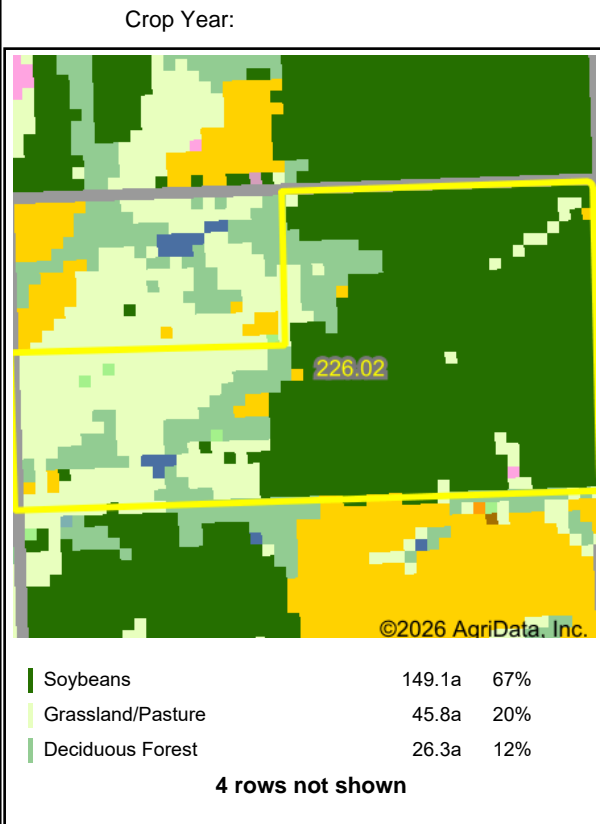 Crop Year:
226.02
©2026 AgriData, Inc.
Soybeans 149.1a 67%
Grassland/Pasture 45.8a 20%
Deciduous Forest 26.3a 12%
4 rows not shown